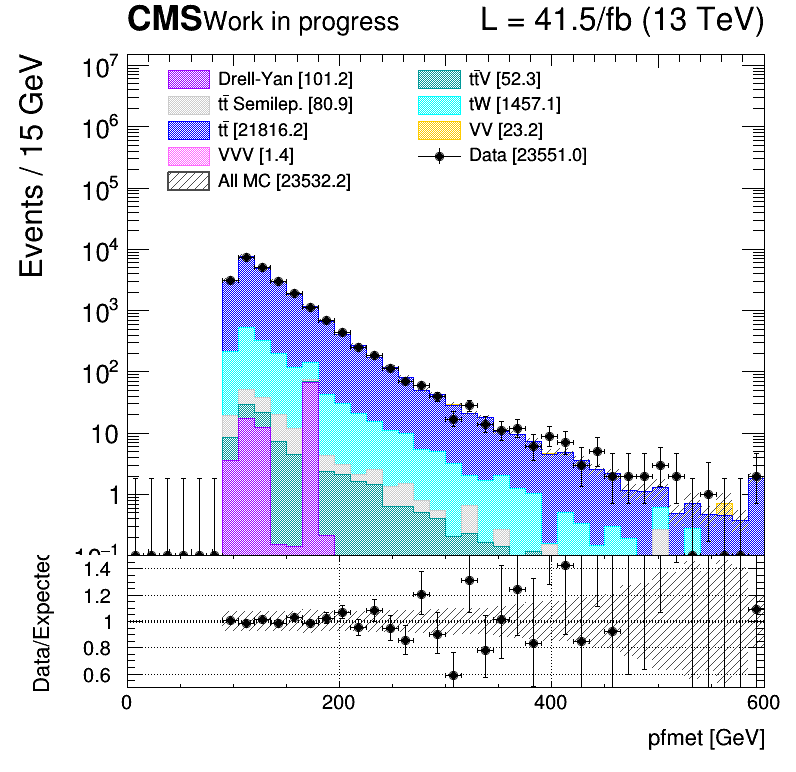 CMS Work in progress L = 41.5/fb (13 TeV)
Events / 15 GeV
10⁷
10⁶
10⁵
10⁴
10³
10²
10
1
10⁻¹
Drell-Yan [101.2]
tt̄ Semilep. [80.9]
tt̄ [21816.2]
VVV [1.4]
All MC [23532.2]
tt̄V [52.3]
tW [1457.1]
VV [23.2]
Data [23551.0]
Data/Expected
1.4
1.2
1
0.8
0.6
0 200 400 600
pfmet [GeV]